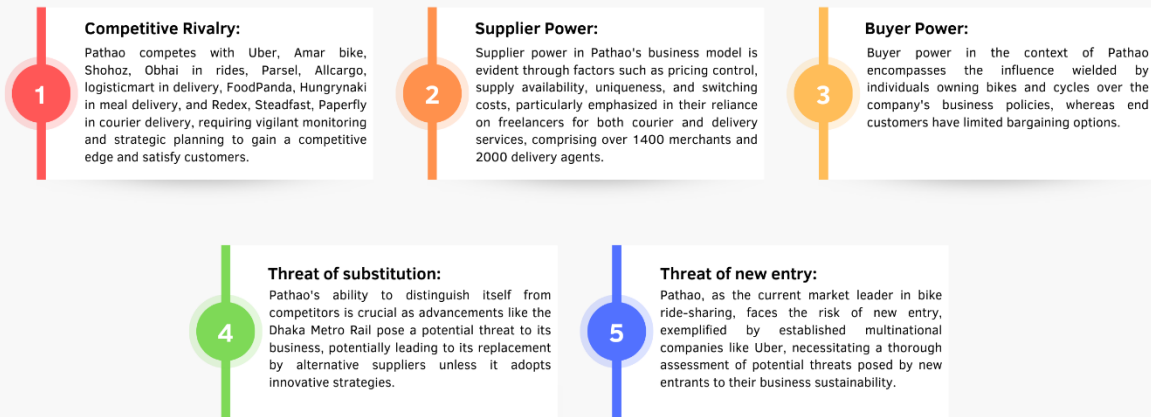 Competitive Rivalry:
Pathao competes with Uber, Amar bike,
Shohoz, Obhai in rides, Parsel, Allcargo,
logisticmart in delivery, FoodPanda, Hungrynaki
in meal delivery, and Redex, Steadfast, Paperfly
in courier delivery, requiring vigilant monitoring
and strategic planning to gain a competitive
edge and satisfy customers.
1
Supplier Power:
Supplier power in Pathao's business model is
evident through factors such as pricing control,
supply availability, uniqueness, and switching
costs, particularly emphasized in their reliance
on freelancers for both courier and delivery
services, comprising over 1400 merchants and
2000 delivery agents.
2
Buyer Power:
Buyer power in the context of Pathao
encompasses the influence wielded by
individuals owning bikes and cycles over the
company's business policies, whereas end
customers have limited bargaining options.
3
Threat of substitution:
Pathao's ability to distinguish itself from
competitors is crucial as advancements like the
Dhaka Metro Rail pose a potential threat to its
business, potentially leading to its replacement
by alternative suppliers unless it adopts
innovative strategies.
4
Threat of new entry:
Pathao, as the current market leader in bike
ride-sharing, faces the risk of new entry,
exemplified by established multinational
companies like Uber, necessitating a thorough
assessment of potential threats posed by new
entrants to their business sustainability.
5